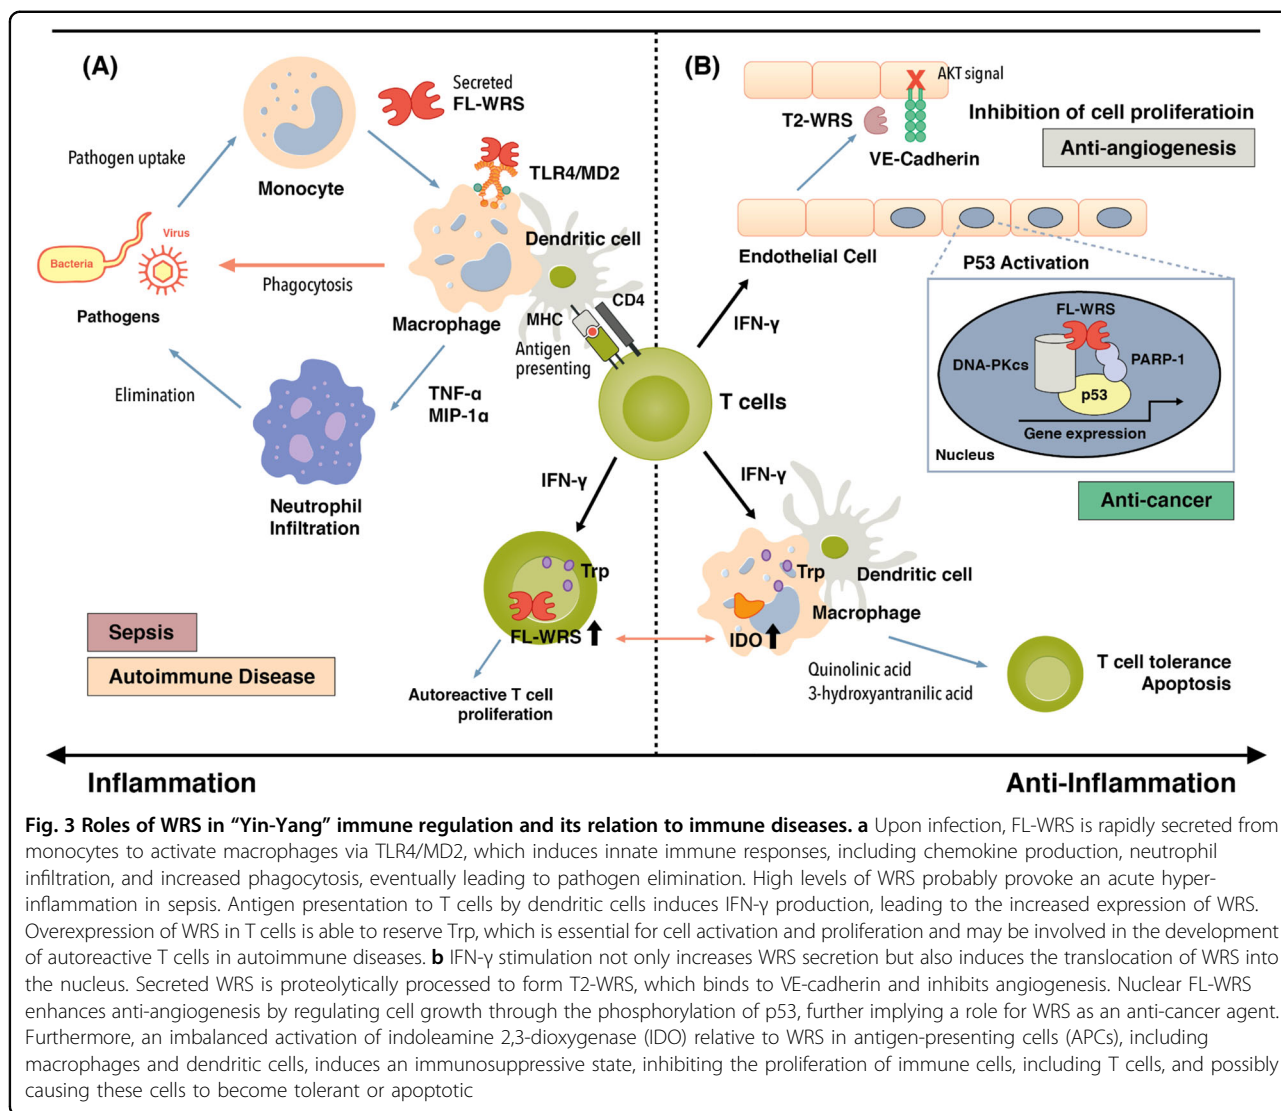 (A)
Secreted
FL-WRS
Pathogen uptake
Monocyte
TLR4/MD2
Virus
Bacteria
Dendritic cell
Phagocytosis
Pathogens
Macrophage
CD4
MHC
Antigen
presenting
Elimination
TNF-α
MIP-1α
T cells
Neutrophil
Infiltration
IFN-γ
Trp
FL-WRS
Sepsis
Autoimmune Disease
Autoreactive T cell
proliferation
(B)
AKT signal
T2-WRS
VE-Cadherin
Inhibition of cell proliferatioin
Anti-angiogenesis
Endothelial Cell
P53 Activation
IFN-γ
FL-WRS
DNA-PKcs
PARP-1
p53
Gene expression
Nucleus
Anti-cancer
IFN-γ
Trp
Dendritic cell
Macrophage
IDO
Quinolinic acid
3-hydroxyantranilic acid
T cell tolerance
Apoptosis
Inflammation
Anti-Inflammation
Fig. 3 Roles of WRS in “Yin-Yang” immune regulation and its relation to immune diseases. a Upon infection, FL-WRS is rapidly secreted from
monocytes to activate macrophages via TLR4/MD2, which induces innate immune responses, including chemokine production, neutrophil
infiltration, and increased phagocytosis, eventually leading to pathogen elimination. High levels of WRS probably provoke an acute hyper-
inflammation in sepsis. Antigen presentation to T cells by dendritic cells induces IFN-γ production, leading to the increased expression of WRS.
Overexpression of WRS in T cells is able to reserve Trp, which is essential for cell activation and proliferation and may be involved in the development
of autoreactive T cells in autoimmune diseases. b IFN-γ stimulation not only increases WRS secretion but also induces the translocation of WRS into
the nucleus. Secreted WRS is proteolytically processed to form T2-WRS, which binds to VE-cadherin and inhibits angiogenesis. Nuclear FL-WRS
enhances anti-angiogenesis by regulating cell growth through the phosphorylation of p53, further implying a role for WRS as an anti-cancer agent.
Furthermore, an imbalanced activation of indoleamine 2,3-dioxygenase (IDO) relative to WRS in antigen-presenting cells (APCs), including
macrophages and dendritic cells, induces an immunosuppressive state, inhibiting the proliferation of immune cells, including T cells, and possibly
causing these cells to become tolerant or apoptotic